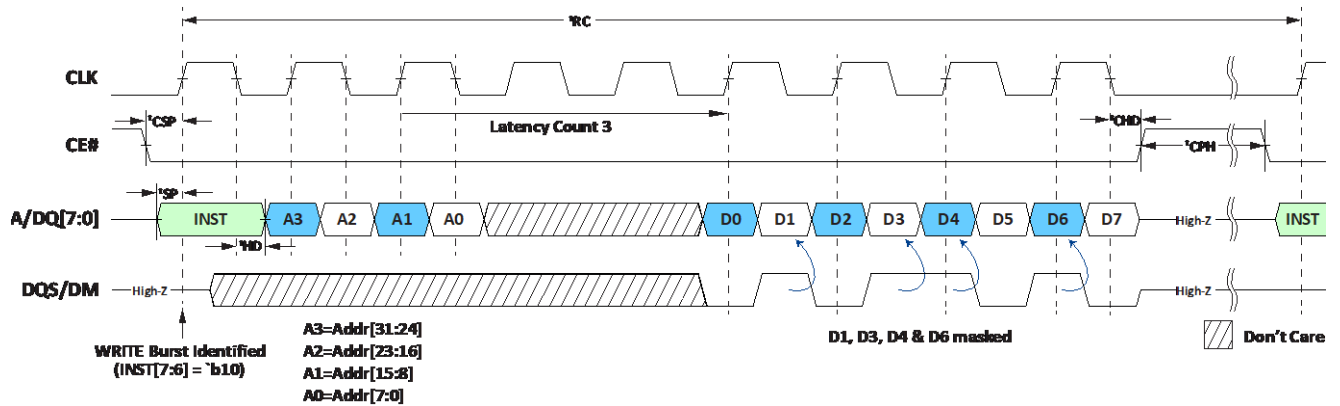 tRC
CLK
tCSP
Latency Count 3
tCHD
CE#
tCPH
tSP
A/DQ[7:0]
INST A3 A2 A1 A0 D0 D1 D2 D3 D4 D5 D6 D7 High-Z INST
tHD
DQS/DM
High-Z High-Z
WRITE Burst Identified
(INST[7:6] = `b10)
A3=Addr[31:24]
A2=Addr[23:16]
A1=Addr[15:8]
A0=Addr[7:0]
D1, D3, D4 & D6 masked
Don't Care